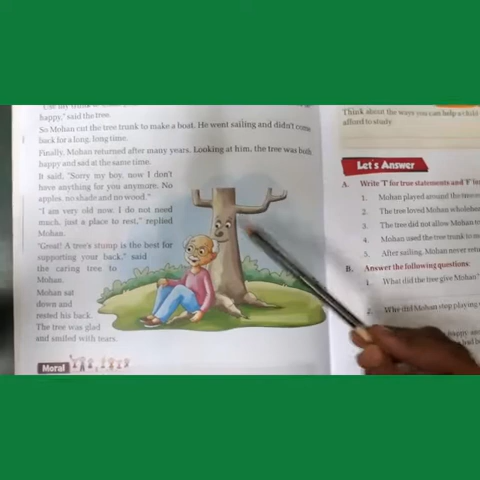 happy," said the tree.
So Mohan cut the tree trunk to make a boat. He went sailing and didn't come
back for a long, long time.
Finally, Mohan returned after many years. Looking at him, the tree was both
happy and sad at the same time.
It said, "Sorry my boy, now I don't
have anything for you anymore. No
apples, no shade and no wood."
"I am very old now. I do not need
much, just a place to rest," replied
Mohan.
"Great! A tree's stump is the best for
supporting your back," said
the caring tree to
Mohan.
Mohan sat
down and
rested his back.
The tree was glad
and smiled with tears.
Moral
Think about the ways you can help
afford to study
Let's Answer
A. Write 'T' for true statements and 'F'
1. Mohan played around the tree
2. The tree loved Mohan
3. The tree did not allow Mohan
4. Mohan used the tree trunk to
5. After sailing, Mohan never
B. Answer the following questions:
1. What did the tree give Mohan
2. Why did Mohan stop playing
happy